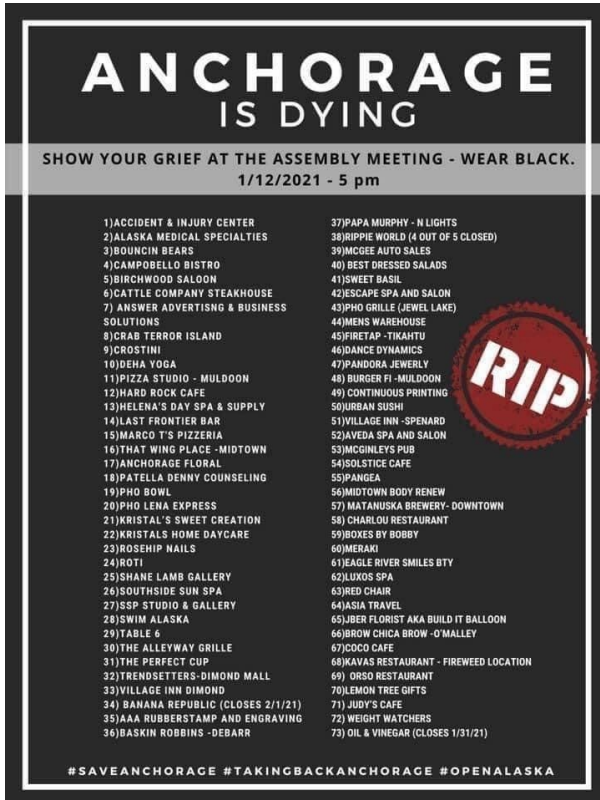 ANCHORAGE
IS DYING
SHOW YOUR GRIEF AT THE ASSEMBLY MEETING - WEAR BLACK.
1/12/2021 - 5 pm
1)ACCIDENT & INJURY CENTER
2)ALASKA MEDICAL SPECIALTIES
3)BOUNCIN BEARS
4)CAMPOBELLO BISTRO
5)BIRCHWOOD SALOON
6)CATTLE COMPANY STEAKHOUSE
7) ANSWER ADVERTISNG & BUSINESS
SOLUTIONS
8)CRAB TERROR ISLAND
9)CROSTINI
10)DEHA YOGA
11)PIZZA STUDIO - MULDOON
12)HARD ROCK CAFE
13)HELENA'S DAY SPA & SUPPLY
14)LAST FRONTIER BAR
15)MARCO T'S PIZZERIA
16)THAT WING PLACE -MIDTOWN
17)ANCHORAGE FLORAL
18)PATELLA DENNY COUNSELING
19)PHO BOWL
20)PHO LENA EXPRESS
21)KRISTAL'S SWEET CREATION
22)KRISTALS HOME DAYCARE
23)ROSEHIP NAILS
24)ROTI
25)SHANE LAMB GALLERY
26)SOUTHSIDE SUN SPA
27)SSP STUDIO & GALLERY
28)SWIM ALASKA
29)TABLE 6
30)THE ALLEYWAY GRILLE
31)THE PERFECT CUP
32)TRENDSETTERS-DIMOND MALL
33)VILLAGE INN DIMOND
34) BANANA REPUBLIC (CLOSES 2/1/21)
35)AAA RUBBERSTAMP AND ENGRAVING
36)BASKIN ROBBINS -DEBARR
37)PAPA MURPHY - N LIGHTS
38)RIPPIE WORLD (4 OUT OF 5 CLOSED)
39)MCGEE AUTO SALES
40) BEST DRESSED SALADS
41)SWEET BASIL
42)ESCAPE SPA AND SALON
43)PHO GRILLE (JEWEL LAKE)
44)MENS WAREHOUSE
45)FIRETAP -TIKAHTU
46)DANCE DYNAMICS
47)PANDORA JEWERLY
48) BURGER FI -MULDOON
49) CONTINUOUS PRINTING
50)URBAN SUSHI
51)VILLAGE INN -SPENARD
52)AVEDA SPA AND SALON
53)MCGINLEYS PUB
54)SOLSTICE CAFE
55)PANGEA
56)MIDTOWN BODY RENEW
57) MATANUSKA BREWERY- DOWNTOWN
58) CHARLOU RESTAURANT
59)BOXES BY BOBBY
60)MERAKI
61)EAGLE RIVER SMILES BTY
62)LUXOS SPA
63)RED CHAIR
64)ASIA TRAVEL
65)JBER FLORIST AKA BUILD IT BALLOON
66)BROW CHICA BROW -O'MALLEY
67)COCO CAFE
68)KAVAS RESTAURANT - FIREWEED LOCATION
69) ORSO RESTAURANT
70)LEMON TREE GIFTS
71) JUDY'S CAFE
72) WEIGHT WATCHERS
73) OIL & VINEGAR (CLOSES 1/31/21)
RIP
#SAVEANCHORAGE #TAKINGBACKANCHORAGE #OPENALASKA